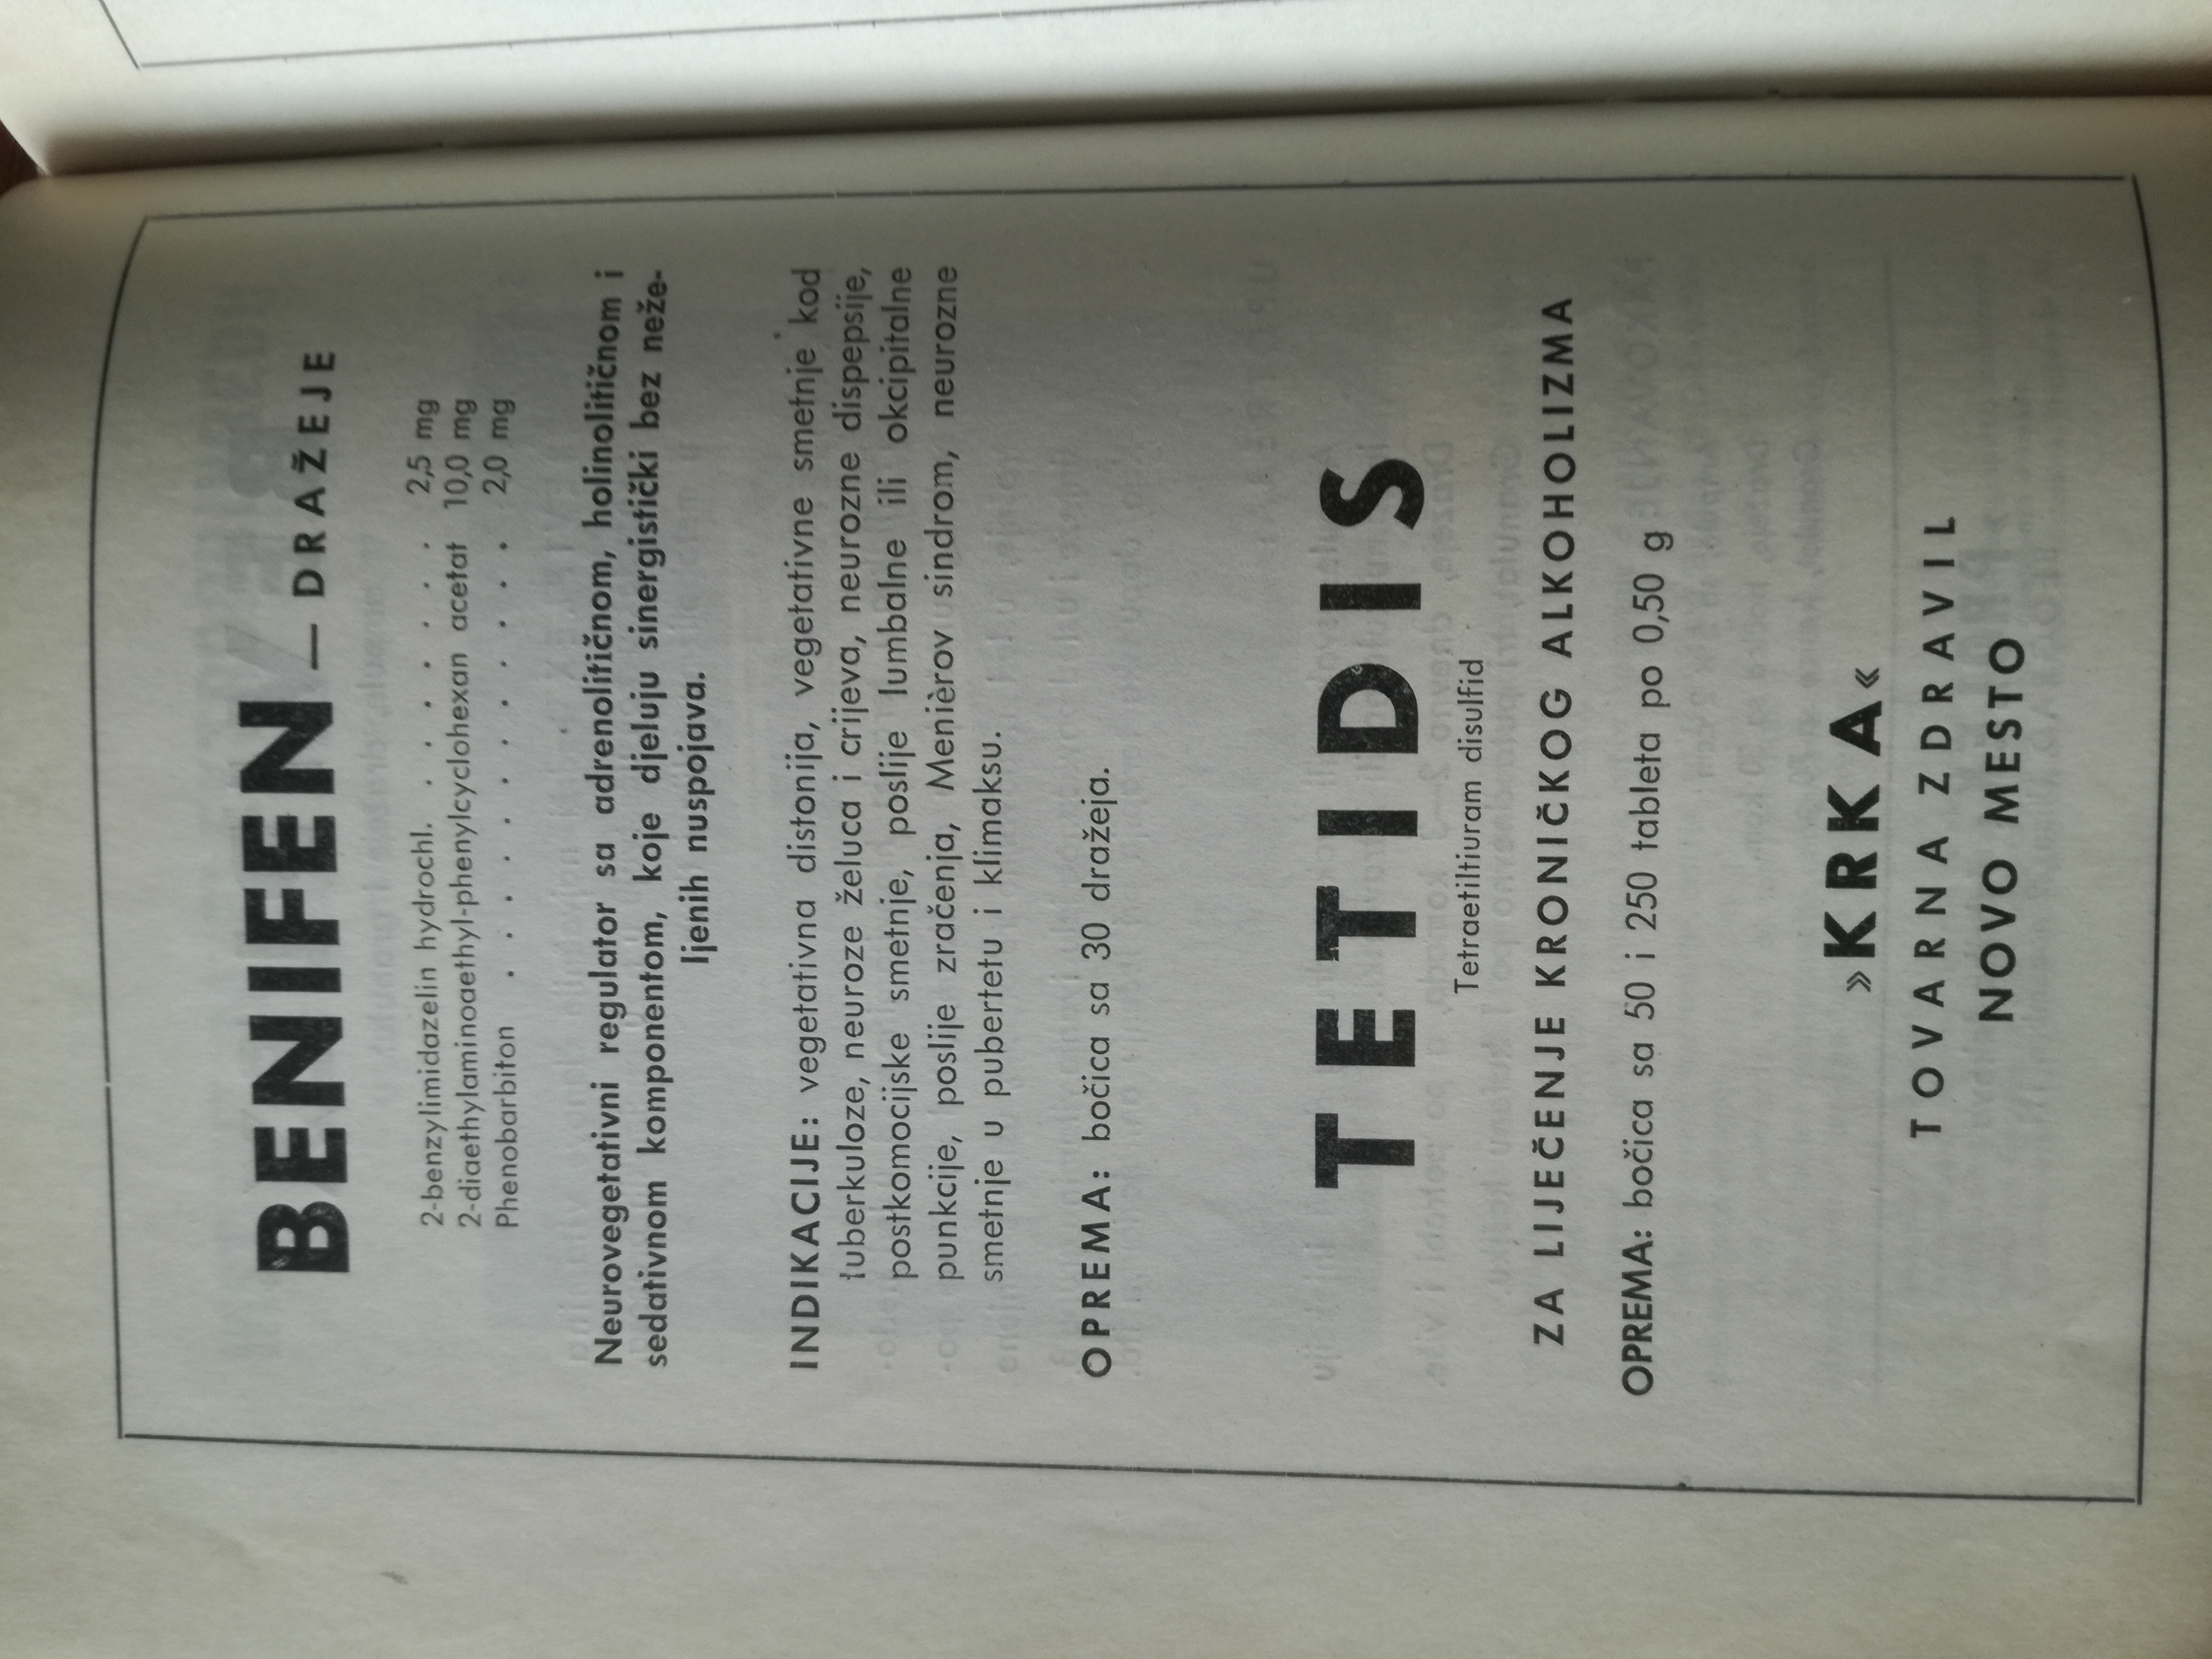 BENIFEN — DRAŽEJE
2-benzylimidazelin hydrochl. . . . . . . 2,5 mg
2-diaethylaminoaethyl-phenylcyclohexan acetat 10,0 mg
Phenobarbiton . . . . . . . . . . . . 2,0 mg
Neurovegetativni regulator sa adrenolitičnom, holinolitičnom i
sedativnom komponentom, koje djeluju sinergistički bez neže-
ljenih nuspojava.
INDIKACIJE: vegetativna distonija, vegetativne smetnje kod
tuberkuloze, neuroze želuca i crijeva, neurozne dispepsije,
postkomocijske smetnje, poslije lumbalne ili okcipitalne
punkcije, poslije zračenja, Menièrov sindrom, neurozne
smetnje u pubertetu i klimaksu.
OPREMA: bočica sa 30 dražeja.
TETIDIS
Tetraetiltiuram disulfid
ZA LIJEČENJE KRONIČKOG ALKOHOLIZMA
OPREMA: bočica sa 50 i 250 tableta po 0,50 g
»KRKA«
TOVARNA ZDRAVIL
NOVO MESTO